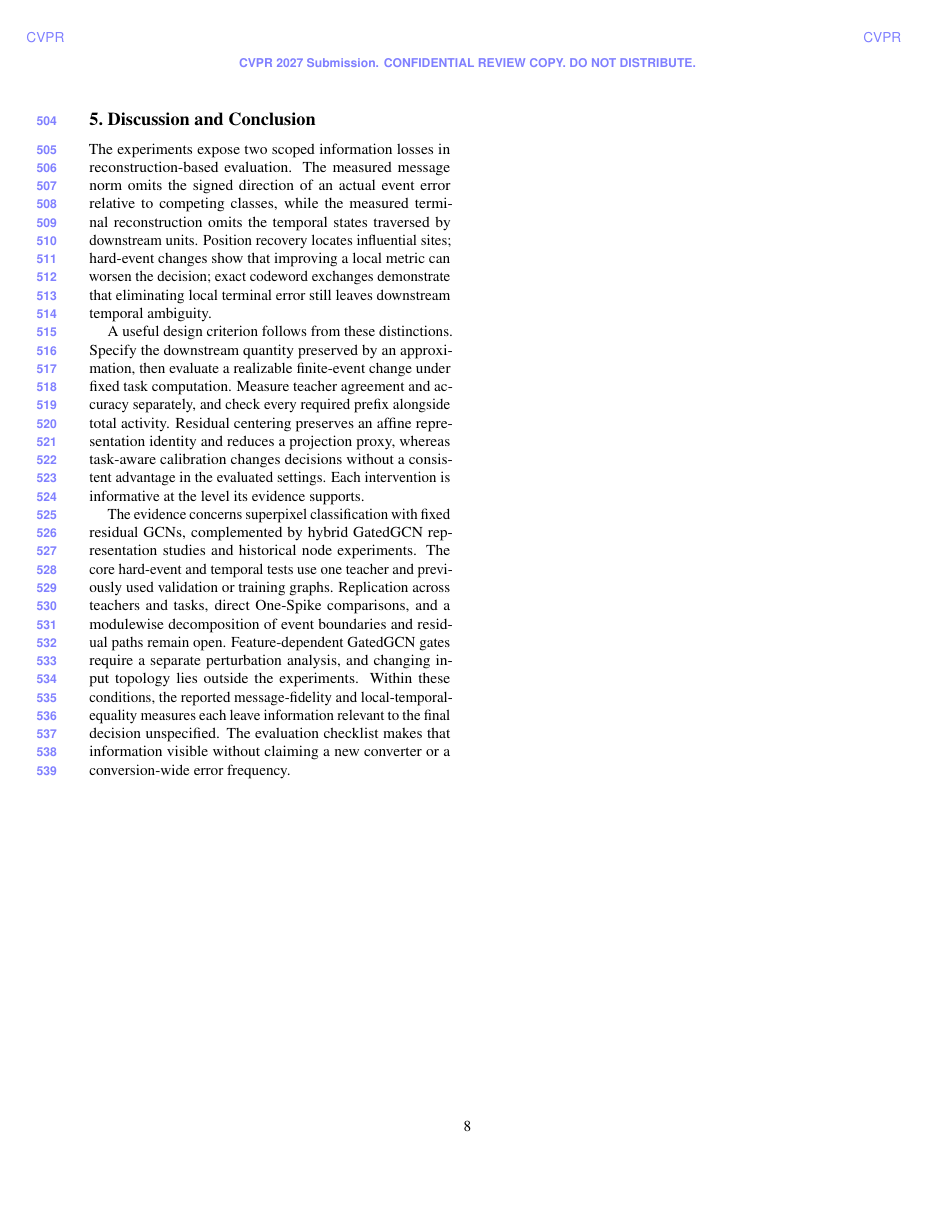 CVPR
CVPR
CVPR 2027 Submission. CONFIDENTIAL REVIEW COPY. DO NOT DISTRIBUTE.
504 5. Discussion and Conclusion
505 The experiments expose two scoped information losses in
506 reconstruction-based evaluation. The measured message
507 norm omits the signed direction of an actual event error
508 relative to competing classes, while the measured termi-
509 nal reconstruction omits the temporal states traversed by
510 downstream units. Position recovery locates influential sites;
511 hard-event changes show that improving a local metric can
512 worsen the decision; exact codeword exchanges demonstrate
513 that eliminating local terminal error still leaves downstream
514 temporal ambiguity.
515 A useful design criterion follows from these distinctions.
516 Specify the downstream quantity preserved by an approxi-
517 mation, then evaluate a realizable finite-event change under
518 fixed task computation. Measure teacher agreement and ac-
519 curacy separately, and check every required prefix alongside
520 total activity. Residual centering preserves an affine repre-
521 sentation identity and reduces a projection proxy, whereas
522 task-aware calibration changes decisions without a consis-
523 tent advantage in the evaluated settings. Each intervention is
524 informative at the level its evidence supports.
525 The evidence concerns superpixel classification with fixed
526 residual GCNs, complemented by hybrid GatedGCN rep-
527 resentation studies and historical node experiments. The
528 core hard-event and temporal tests use one teacher and previ-
529 ously used validation or training graphs. Replication across
530 teachers and tasks, direct One-Spike comparisons, and a
531 modulewise decomposition of event boundaries and resid-
532 ual paths remain open. Feature-dependent GatedGCN gates
533 require a separate perturbation analysis, and changing in-
534 put topology lies outside the experiments. Within these
535 conditions, the reported message-fidelity and local-temporal-
536 equality measures each leave information relevant to the final
537 decision unspecified. The evaluation checklist makes that
538 information visible without claiming a new converter or a
539 conversion-wide error frequency.
8